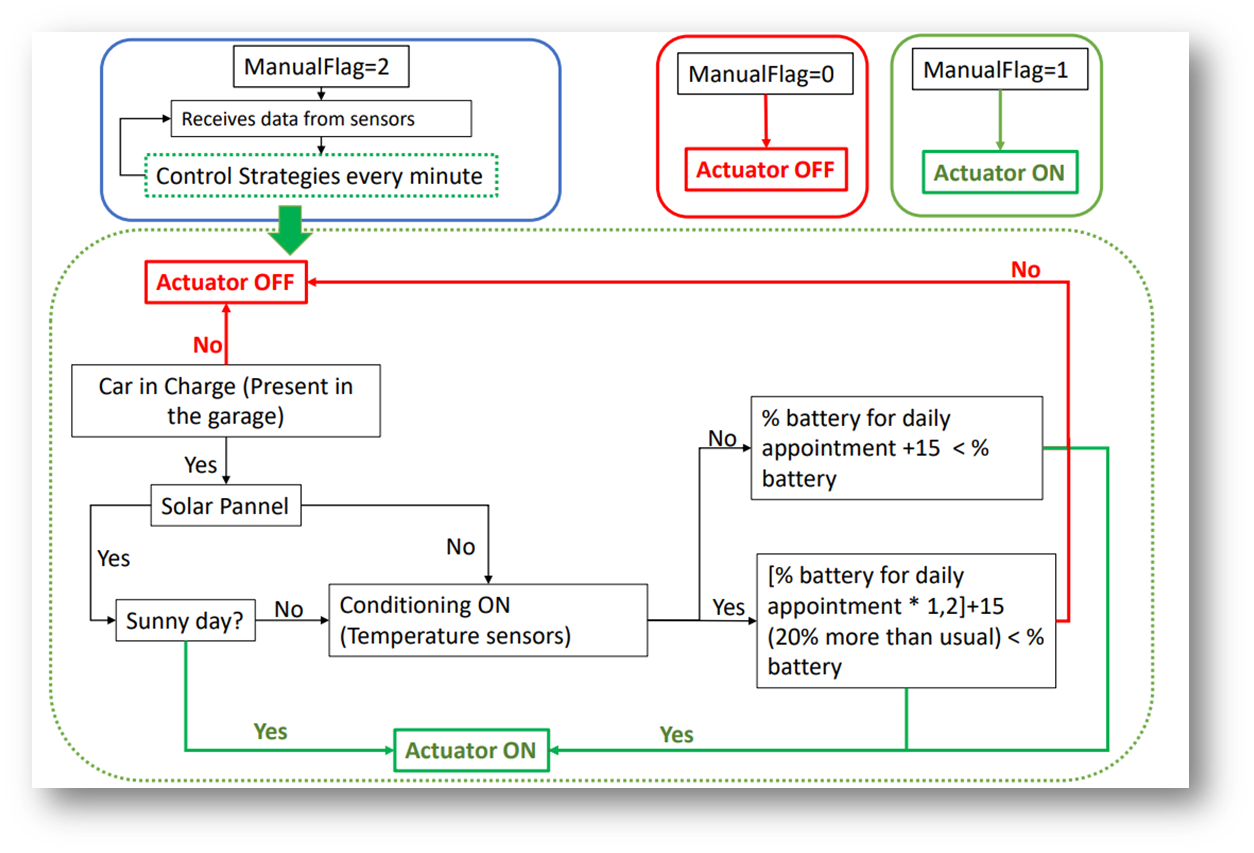 ManualFlag=2
Receives data from sensors
Control Strategies every minute
ManualFlag=0
Actuator OFF
ManualFlag=1
Actuator ON
Actuator OFF
No
No
Car in Charge (Present in
the garage)
Yes
Solar Pannel
Yes
No
Sunny day?
No
Conditioning ON
(Temperature sensors)
No
% battery for daily
appointment +15 < %
battery
Yes
[% battery for daily
appointment * 1,2]+15
(20% more than usual) < %
battery
Yes
Actuator ON
Yes